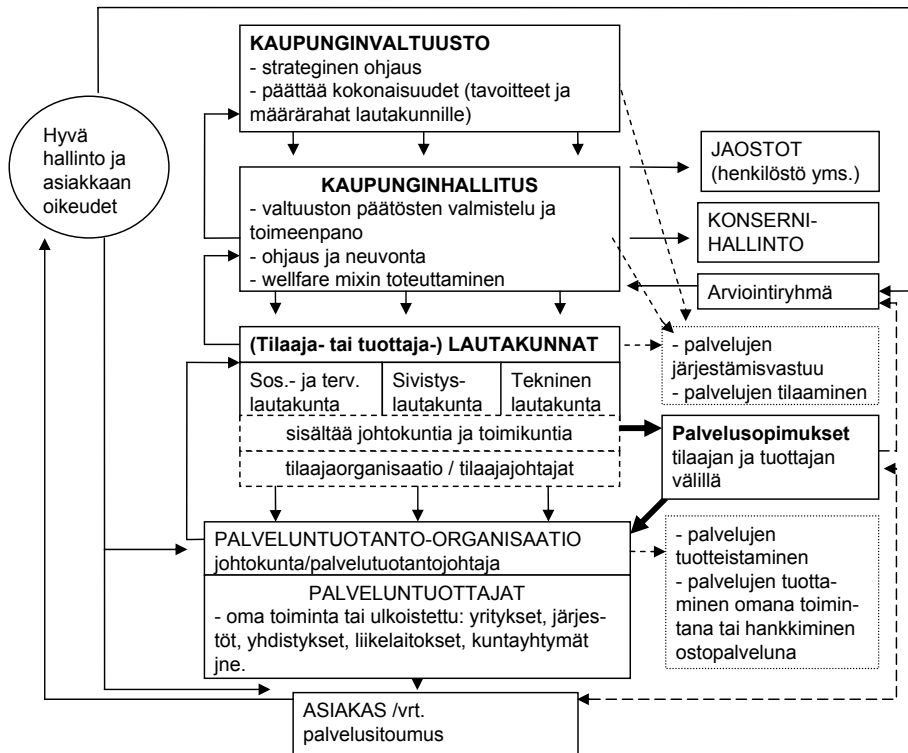 KAUPUNGINVALTUUSTO
- strateginen ohjaus
- päättää kokonaisuudet (tavoitteet ja
määrärahat lautakunnille)
Hyvä
hallinto ja
asiakkaan
oikeudet
JAOSTOT
(henkilöstö yms.)
KAUPUNGINHALLITUS
- valtuuston päätösten valmistelu ja
toimeenpano
- ohjaus ja neuvonta
- wellfare mixin toteuttaminen
KONSERNI-
HALLINTO
Arviointiryhmä
(Tilaaja- tai tuottaja-) LAUTAKUNNAT
Sos.- ja terv.
lautakunta
Sivistys-
lautakunta
Tekninen
lautakunta
sisältää johtokuntia ja toimikuntia
tilaajaorganisaatio / tilaajajohtajat
- palvelujen
järjestämisvastuu
- palvelujen tilaaminen
Palvelusopimukset
tilaajan ja tuottajan
välillä
PALVELUNTUOTANTO-ORGANISAATIO
johtokunta/palvelutuotantojohtaja
PALVELUNTUOTTAJAT
- oma toiminta tai ulkoistettu: yritykset, järjes-
töt, yhdistykset, liikelaitokset, kuntayhtymät
jne.
- palvelujen
tuotteistaminen
- palvelujen tuotta-
minen omana toimin-
tana tai hankkiminen
ostopalveluna
ASIAKAS /vrt.
palvelusitoumus